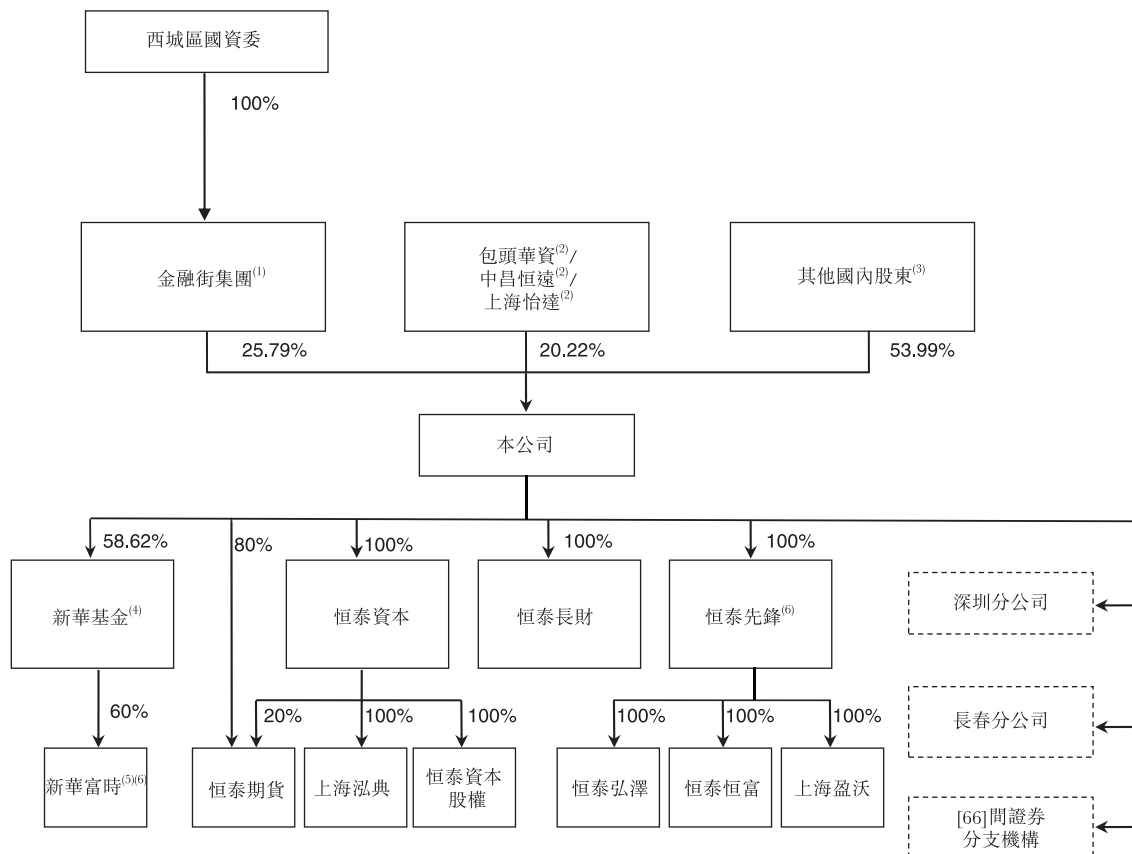 西城區國資委
100%
金融街集團(1)
包頭華資(2)/
中昌恒遠(2)/
上海怡達(2)
其他國內股東(3)
25.79%
20.22%
53.99%
本公司
58.62%
80%
100%
100%
100%
新華基金(4)
恒泰資本
恒泰長財
恒泰先鋒(6)
深圳分公司
60%
20%
100%
100%
100%
100%
100%
長春分公司
新華富時(5)(6)
恒泰期貨
上海泓典
恒泰資本
股權
恒泰弘澤
恒泰恒富
上海盈沃
[66]間證券
分支機構